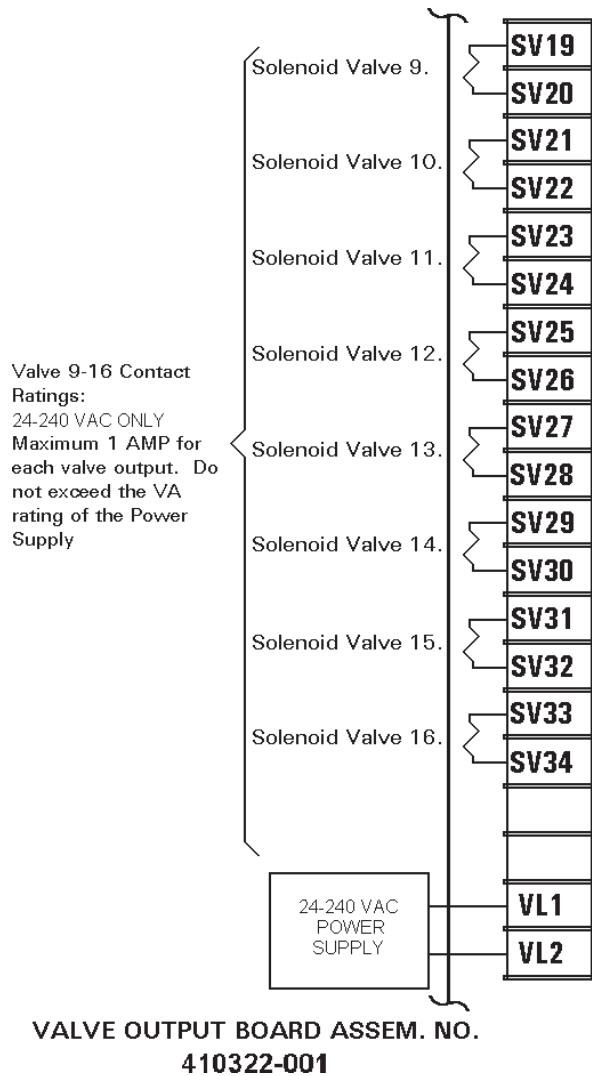 Solenoid Valve 9.
SV19
SV20
Solenoid Valve 10.
SV21
SV22
Solenoid Valve 11.
SV23
SV24
Solenoid Valve 12.
SV25
SV26
Valve 9-16 Contact
Ratings:
24-240 VAC ONLY
Maximum 1 AMP for
each valve output. Do
not exceed the VA
rating of the Power
Supply
Solenoid Valve 13.
SV27
SV28
Solenoid Valve 14.
SV29
SV30
Solenoid Valve 15.
SV31
SV32
Solenoid Valve 16.
SV33
SV34
24-240 VAC
POWER
SUPPLY
VL1
VL2
VALVE OUTPUT BOARD ASSEM. NO.
410322-001